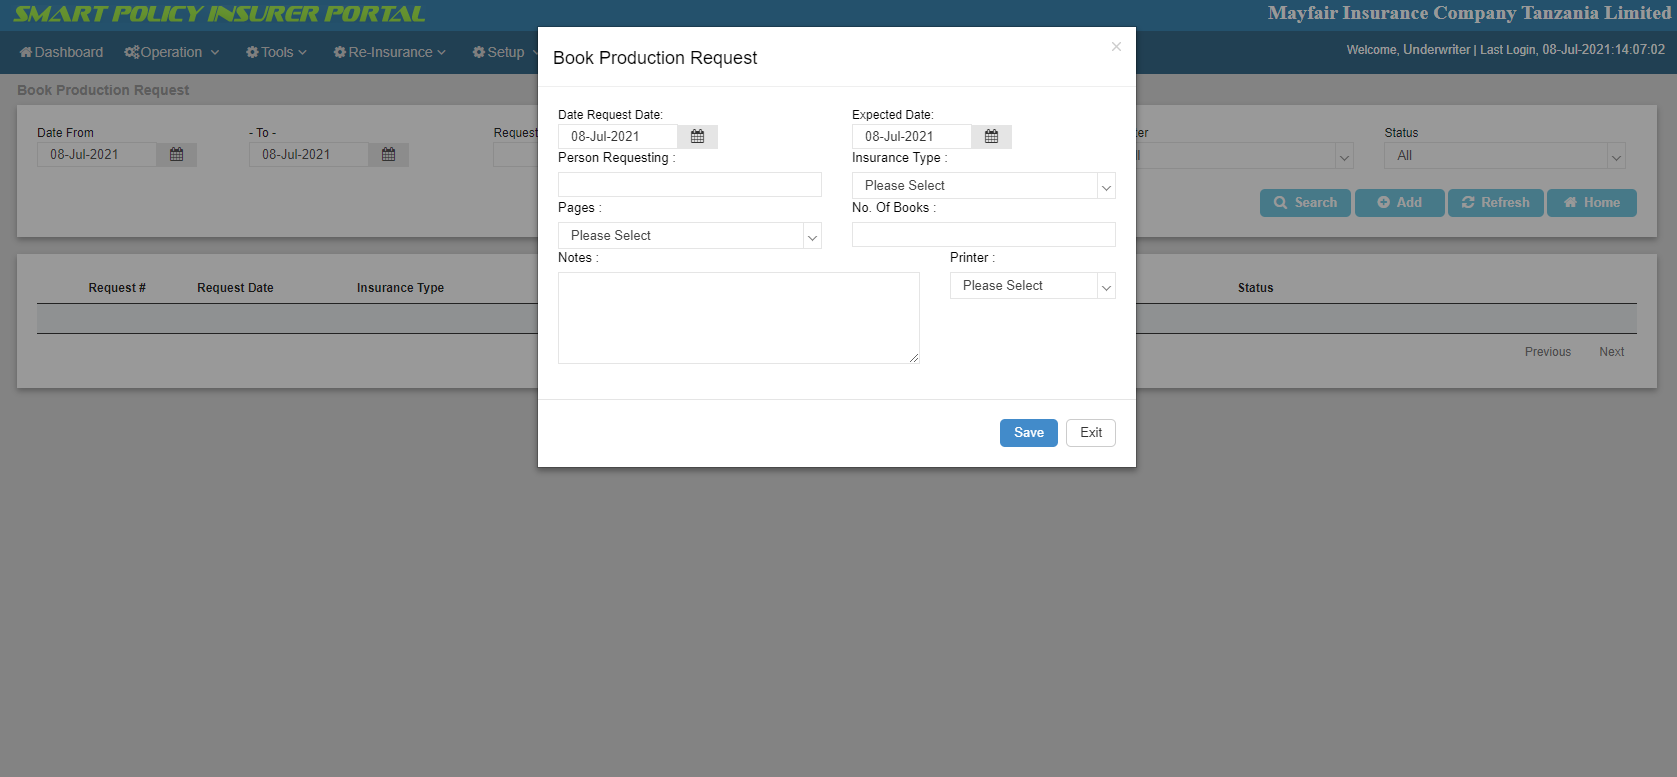 SMART POLICY INSURER PORTAL
Mayfair Insurance Company Tanzania Limited
Dashboard Operation Tools Re-Insurance Setup
Welcome, Underwriter | Last Login, 08-Jul-2021:14:07:02
Book Production Request
Date From - To - Request Status
08-Jul-2021 08-Jul-2021 All
Search Add Refresh Home
Request # Request Date Insurance Type Status
Previous Next
Book Production Request
×
Date Request Date: Expected Date:
08-Jul-2021 08-Jul-2021
Person Requesting : Insurance Type :
Please Select
Pages : No. Of Books :
Please Select
Notes : Printer :
Please Select
Save Exit